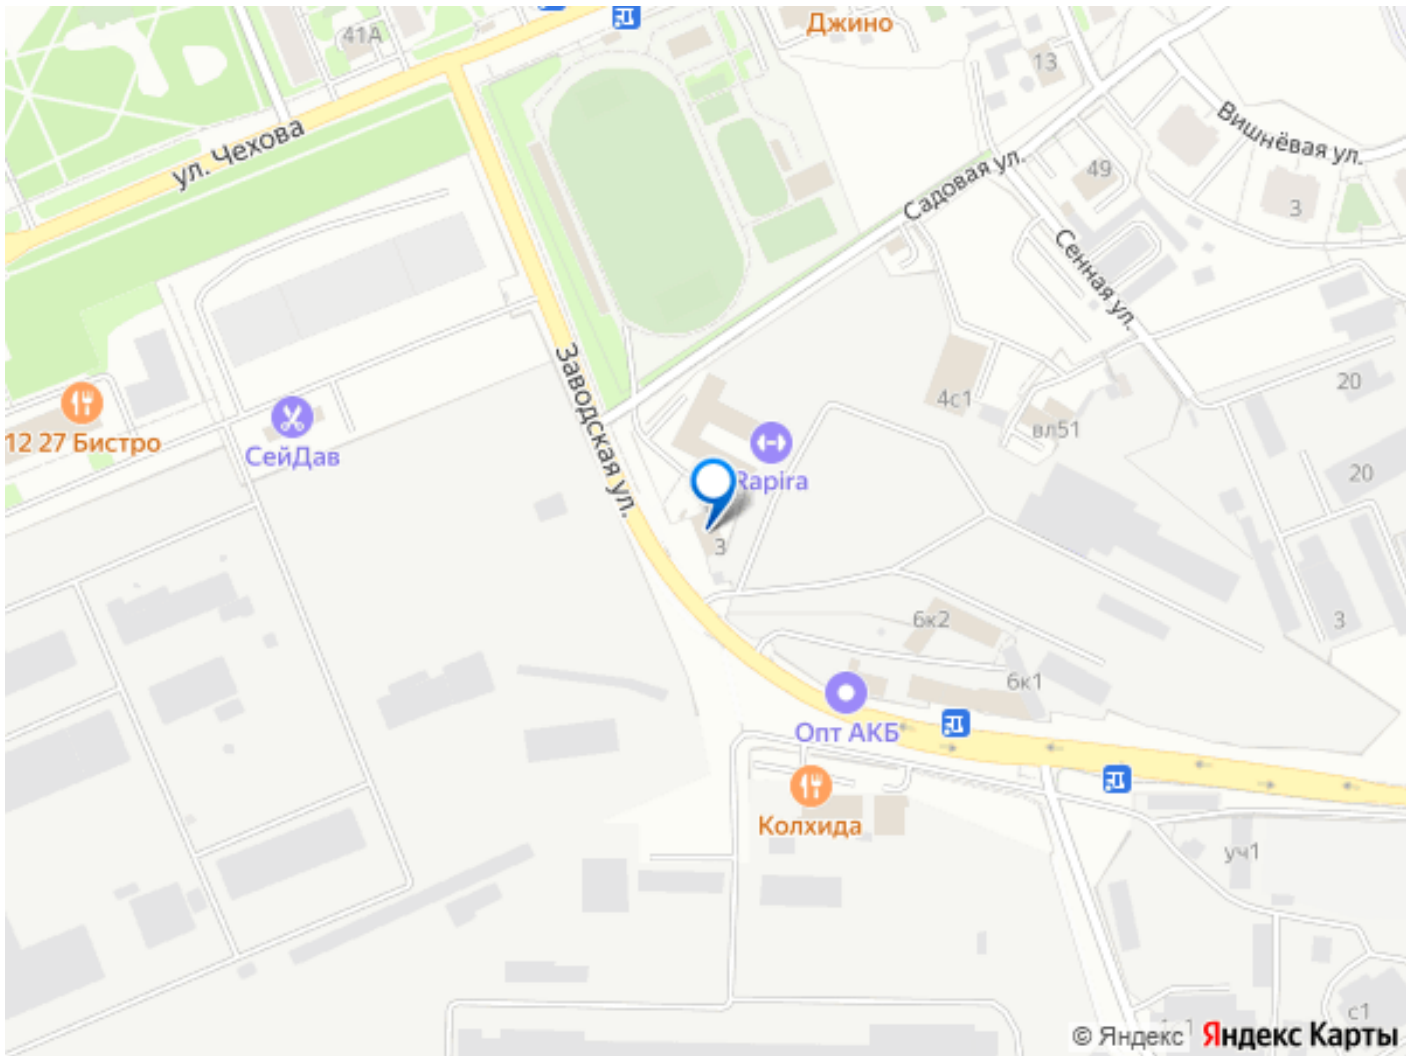 Джино
41А
13
ул. Чехова
Вишнёвая ул.
49
Садовая ул.
3
Сенная ул.
Заводская ул.
20
4с1
12 27 Бистро
вл51
СейДав
20
Rapira
3
6к2
3
6к1
Опт АКБ
Колхида
уч1
с1
© Яндекс Яндекс Карты